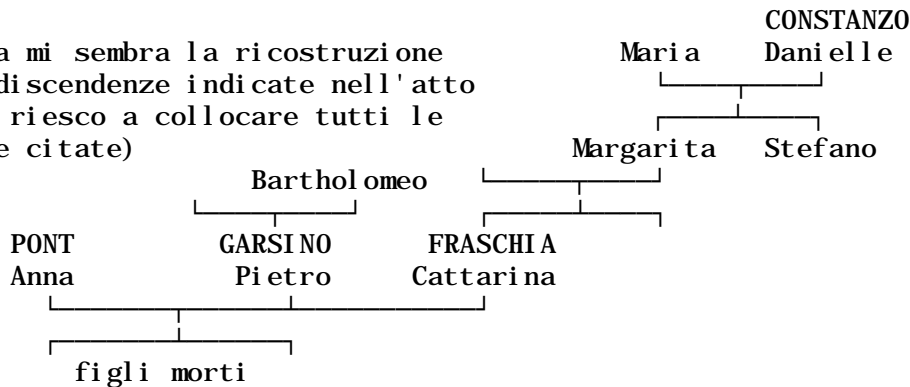 CONSTANZO
a mi sembra la ricostruzione Maria Danielle
discendenze indicate nell'atto
riesco a collocare tutti le
e citate) Margarita Stefano
Bartholomeo
PONT GARSINO FRASCHIA
Anna Pietro Cattarina
figli morti